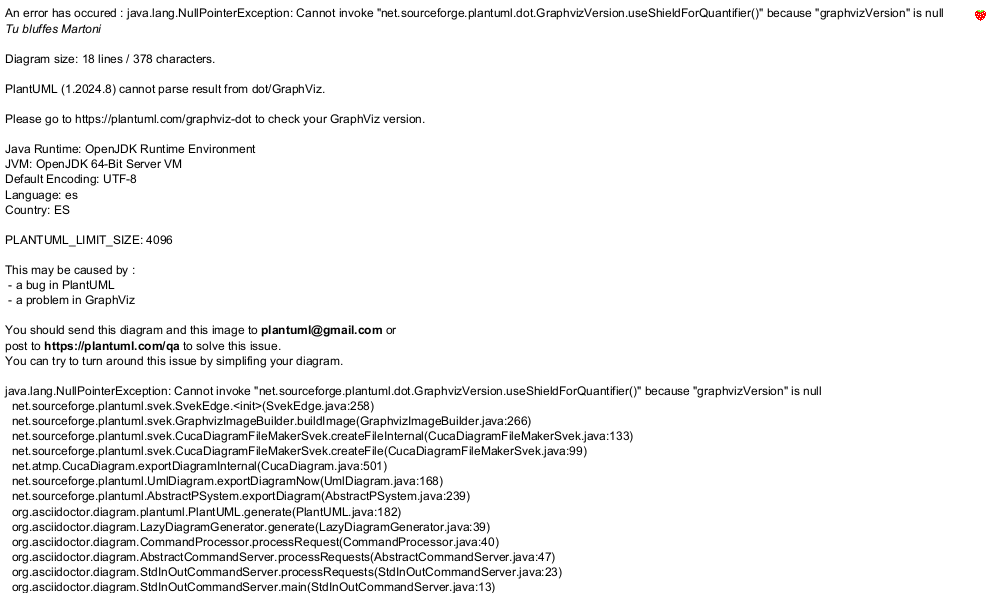 An error has occured : java.lang.NullPointerException: Cannot invoke "net.sourceforge.plantuml.dot.GraphvizVersion.useShieldForQuantifier()" because "graphvizVersion" is null
Tu bluffes Martoni
Diagram size: 18 lines / 378 characters.
PlantUML (1.2024.8) cannot parse result from dot/GraphViz.
Please go to https://plantuml.com/graphviz-dot to check your GraphViz version.
Java Runtime: OpenJDK Runtime Environment
JVM: OpenJDK 64-Bit Server VM
Default Encoding: UTF-8
Language: es
Country: ES
PLANTUML_LIMIT_SIZE: 4096
This may be caused by :
- a bug in PlantUML
- a problem in GraphViz
You should send this diagram and this image to plantuml@gmail.com or
post to https://plantuml.com/qa to solve this issue.
You can try to turn around this issue by simplifing your diagram.
java.lang.NullPointerException: Cannot invoke "net.sourceforge.plantuml.dot.GraphvizVersion.useShieldForQuantifier()" because "graphvizVersion" is null
net.sourceforge.plantuml.svek.SvekEdge.<init>(SvekEdge.java:258)
net.sourceforge.plantuml.svek.GraphvizImageBuilder.buildImage(GraphvizImageBuilder.java:266)
net.sourceforge.plantuml.svek.CucaDiagramFileMakerSvek.createFileInternal(CucaDiagramFileMakerSvek.java:133)
net.sourceforge.plantuml.svek.CucaDiagramFileMakerSvek.createFile(CucaDiagramFileMakerSvek.java:99)
net.atmp.CucaDiagram.exportDiagramInternal(CucaDiagram.java:501)
net.sourceforge.plantuml.UmlDiagram.exportDiagramNow(UmlDiagram.java:168)
net.sourceforge.plantuml.AbstractPSystem.exportDiagram(AbstractPSystem.java:239)
org.asciidoctor.diagram.plantuml.PlantUML.generate(PlantUML.java:182)
org.asciidoctor.diagram.LazyDiagramGenerator.generate(LazyDiagramGenerator.java:39)
org.asciidoctor.diagram.CommandProcessor.processRequest(CommandProcessor.java:40)
org.asciidoctor.diagram.AbstractCommandServer.processRequests(AbstractCommandServer.java:47)
org.asciidoctor.diagram.StdInOutCommandServer.processRequests(StdInOutCommandServer.java:23)
org.asciidoctor.diagram.StdInOutCommandServer.main(StdInOutCommandServer.java:13)